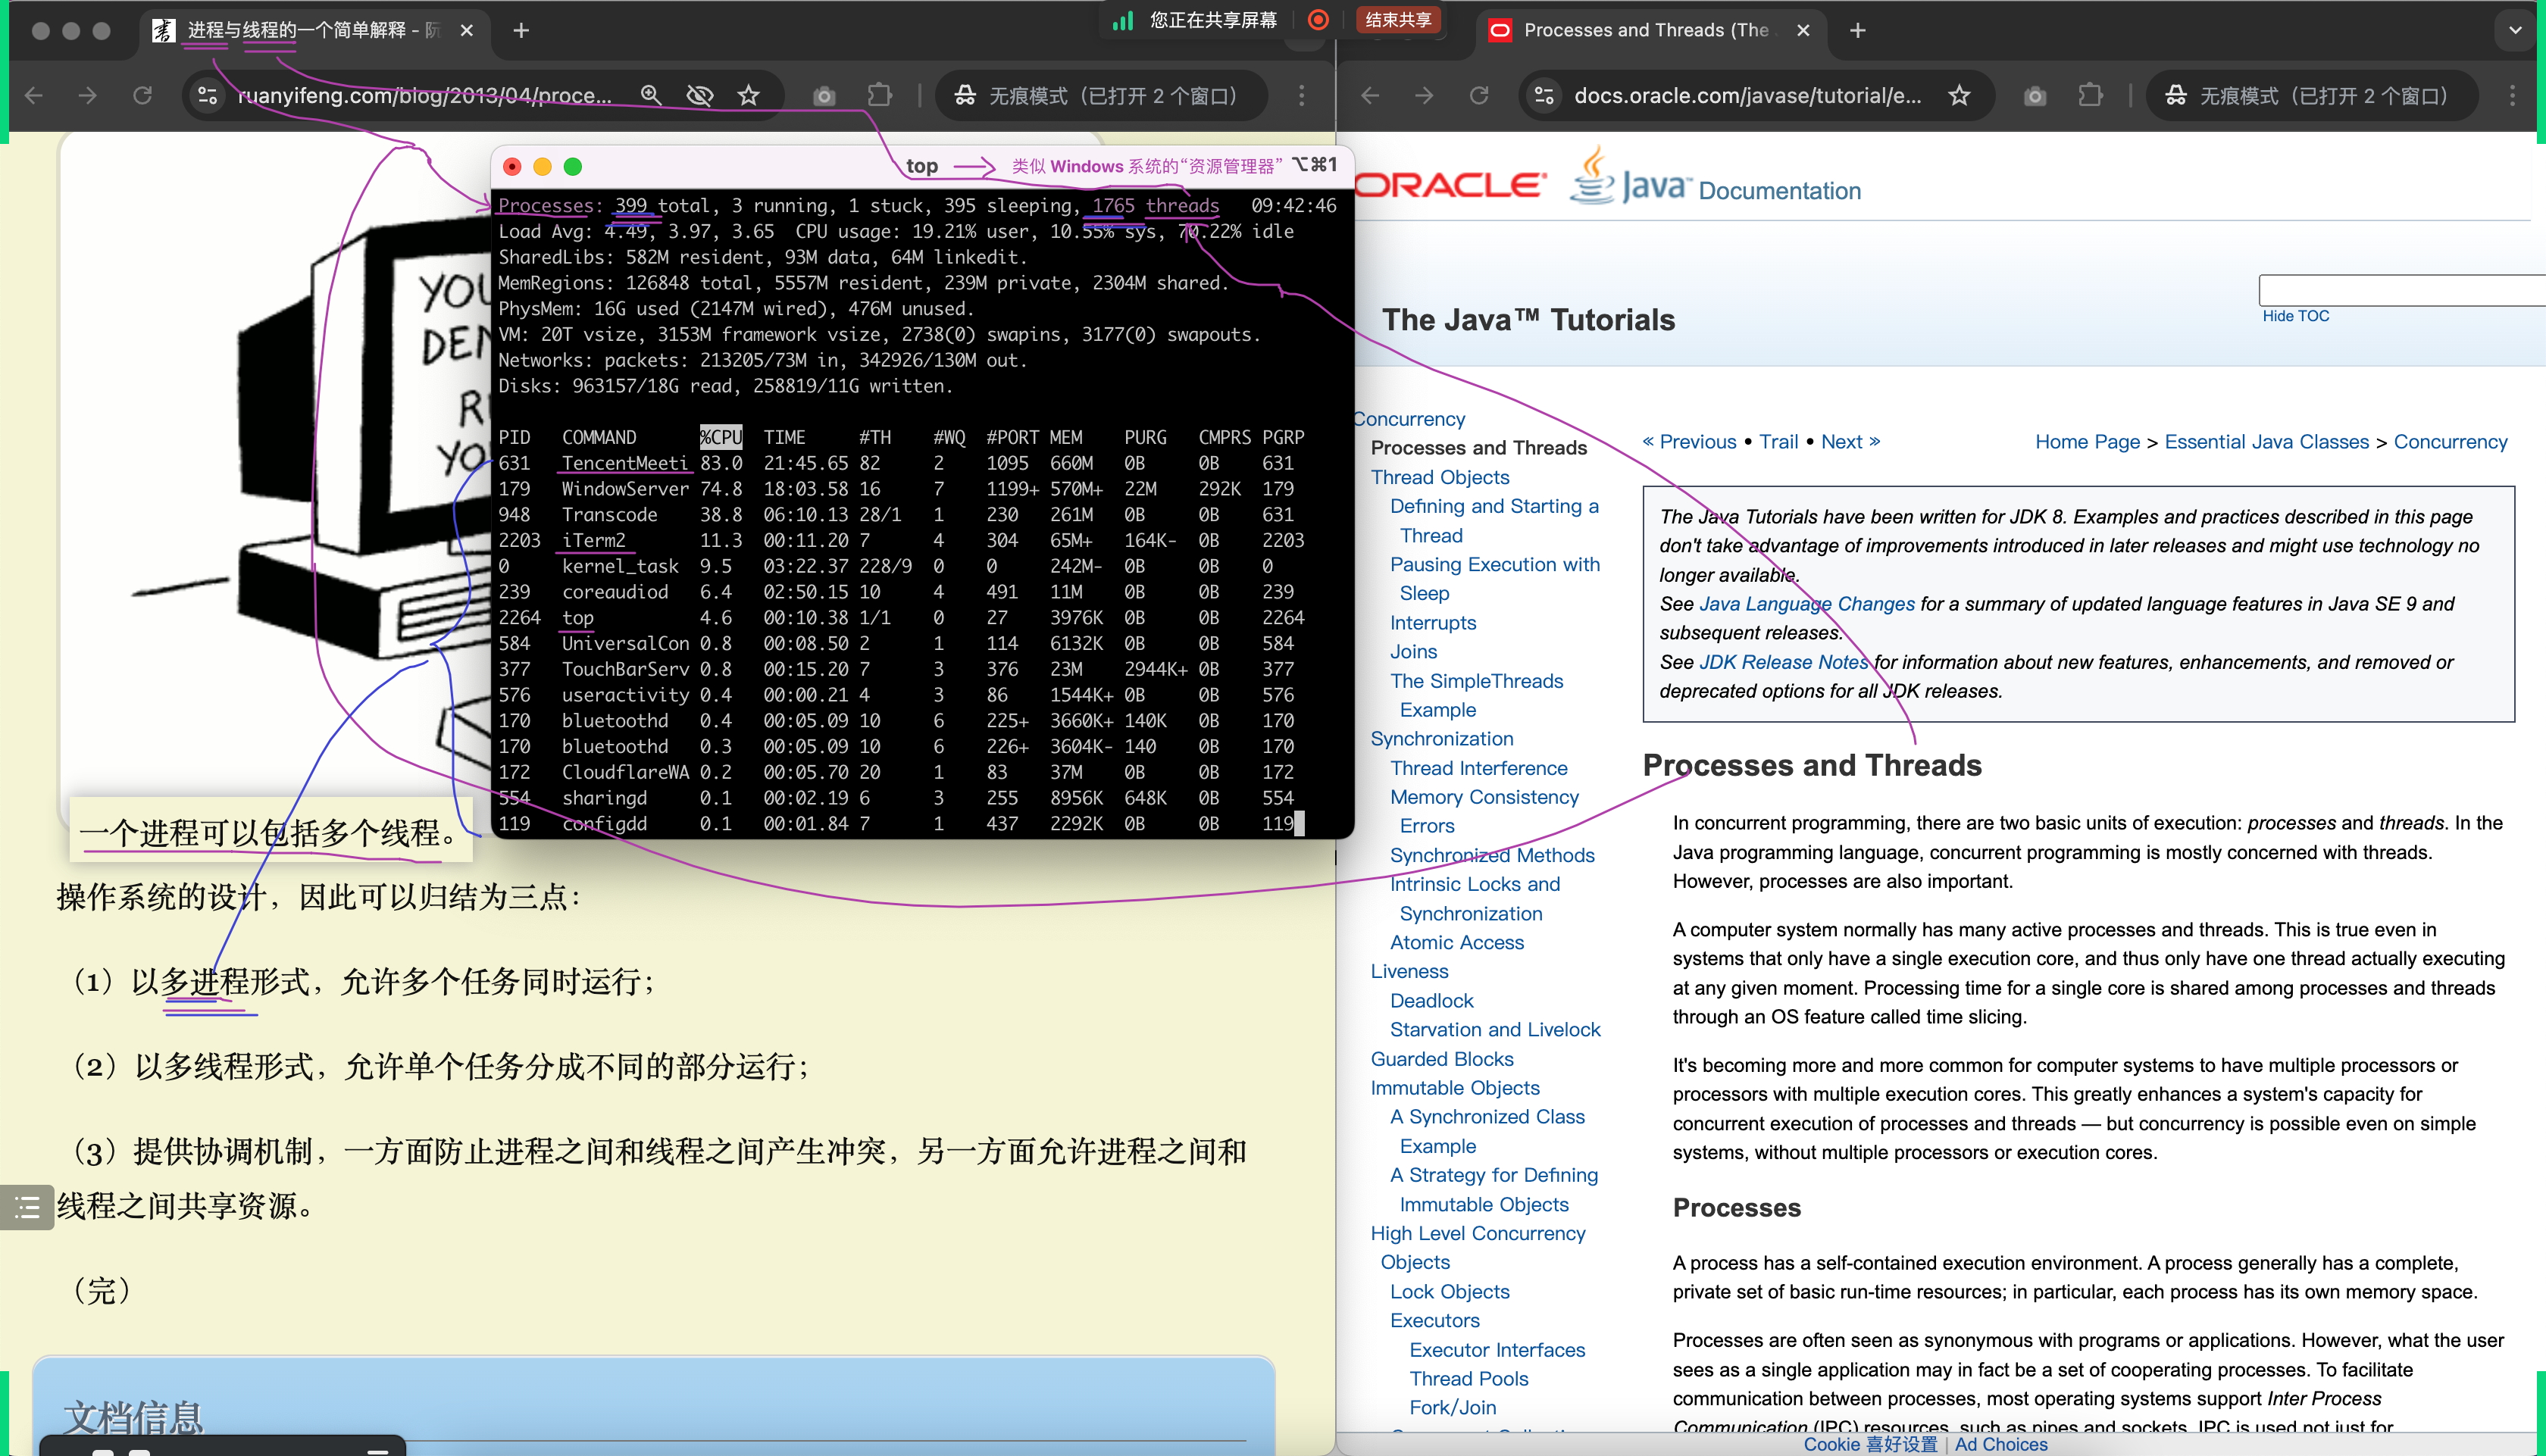 进程与线程的一个简单解释 - 阮
您正在共享屏幕
结束共享
Processes and Threads (The
ruanyifeng.com/blog/2013/04/proce...
无痕模式（已打开 2 个窗口）
docs.oracle.com/javase/tutorial/e...
无痕模式（已打开 2 个窗口）
YOU
DEN
R
YO
top
类似 Windows 系统的“资源管理器”
⌥⌘1
Processes: 399 total, 3 running, 1 stuck, 395 sleeping, 1765 threads 09:42:46
Load Avg: 4.49, 3.97, 3.65 CPU usage: 19.21% user, 10.55% sys, 70.22% idle
SharedLibs: 582M resident, 93M data, 64M linkedit.
MemRegions: 126848 total, 5557M resident, 239M private, 2304M shared.
PhysMem: 16G used (2147M wired), 476M unused.
VM: 20T vsize, 3153M framework vsize, 2738(0) swapins, 3177(0) swapouts.
Networks: packets: 213205/73M in, 342926/130M out.
Disks: 963157/18G read, 258819/11G written.
PID COMMAND %CPU TIME #TH #WQ #PORT MEM PURG CMPRS PGRP
631 TencentMeeti 83.0 21:45.65 82 2 1095 660M 0B 0B 631
179 WindowServer 74.8 18:03.58 16 7 1199+ 570M+ 22M 292K 179
948 Transcode 38.8 06:10.13 28/1 1 230 261M 0B 0B 631
2203 iTerm2 11.3 00:11.20 7 4 304 65M+ 164K- 0B 2203
0 kernel_task 9.5 03:22.37 228/9 0 0 242M- 0B 0B 0
239 coreaudiod 6.4 02:50.15 10 4 491 11M 0B 0B 239
2264 top 4.6 00:10.38 1/1 0 27 3976K 0B 0B 2264
584 UniversalCon 0.8 00:08.50 2 1 114 6132K 0B 0B 584
377 TouchBarServ 0.8 00:15.20 7 3 376 23M 2944K+ 0B 377
576 useractivity 0.4 00:00.21 4 3 86 1544K+ 0B 0B 576
170 bluetoothd 0.4 00:05.09 10 6 225+ 3660K+ 140K 0B 170
170 bluetoothd 0.3 00:05.09 10 6 226+ 3604K- 140 0B 170
172 CloudflareWA 0.2 00:05.70 20 1 83 37M 0B 0B 172
554 sharingd 0.1 00:02.19 6 3 255 8956K 648K 0B 554
119 configdd 0.1 00:01.84 7 1 437 2292K 0B 0B 119
一个进程可以包括多个线程。
操作系统的设计，因此可以归结为三点：
（1）以多进程形式，允许多个任务同时运行；
（2）以多线程形式，允许单个任务分成不同的部分运行；
（3）提供协调机制，一方面防止进程之间和线程之间产生冲突，另一方面允许进程之间和
线程之间共享资源。
（完）
文档信息
ORACLE Java™ Documentation
The Java™ Tutorials
Hide TOC
Concurrency
Processes and Threads
Thread Objects
Defining and Starting a
Thread
Pausing Execution with
Sleep
Interrupts
Joins
The SimpleThreads
Example
Synchronization
Thread Interference
Memory Consistency
Errors
Synchronized Methods
Intrinsic Locks and
Synchronization
Atomic Access
Liveness
Deadlock
Starvation and Livelock
Guarded Blocks
Immutable Objects
A Synchronized Class
Example
A Strategy for Defining
Immutable Objects
High Level Concurrency
Objects
Lock Objects
Executors
Executor Interfaces
Thread Pools
Fork/Join
« Previous • Trail • Next »
Home Page > Essential Java Classes > Concurrency
The Java Tutorials have been written for JDK 8. Examples and practices described in this page
don't take advantage of improvements introduced in later releases and might use technology no
longer available.
See Java Language Changes for a summary of updated language features in Java SE 9 and
subsequent releases.
See JDK Release Notes for information about new features, enhancements, and removed or
deprecated options for all JDK releases.
Processes and Threads
In concurrent programming, there are two basic units of execution: processes and threads. In the
Java programming language, concurrent programming is mostly concerned with threads.
However, processes are also important.
A computer system normally has many active processes and threads. This is true even in
systems that only have a single execution core, and thus only have one thread actually executing
at any given moment. Processing time for a single core is shared among processes and threads
through an OS feature called time slicing.
It's becoming more and more common for computer systems to have multiple processors or
processors with multiple execution cores. This greatly enhances a system's capacity for
concurrent execution of processes and threads — but concurrency is possible even on simple
systems, without multiple processors or execution cores.
Processes
A process has a self-contained execution environment. A process generally has a complete,
private set of basic run-time resources; in particular, each process has its own memory space.
Processes are often seen as synonymous with programs or applications. However, what the user
sees as a single application may in fact be a set of cooperating processes. To facilitate
communication between processes, most operating systems support Inter Process
Communication (IPC) resources, such as pipes and sockets. IPC is used not just for
Cookie 喜好设置 | Ad Choices